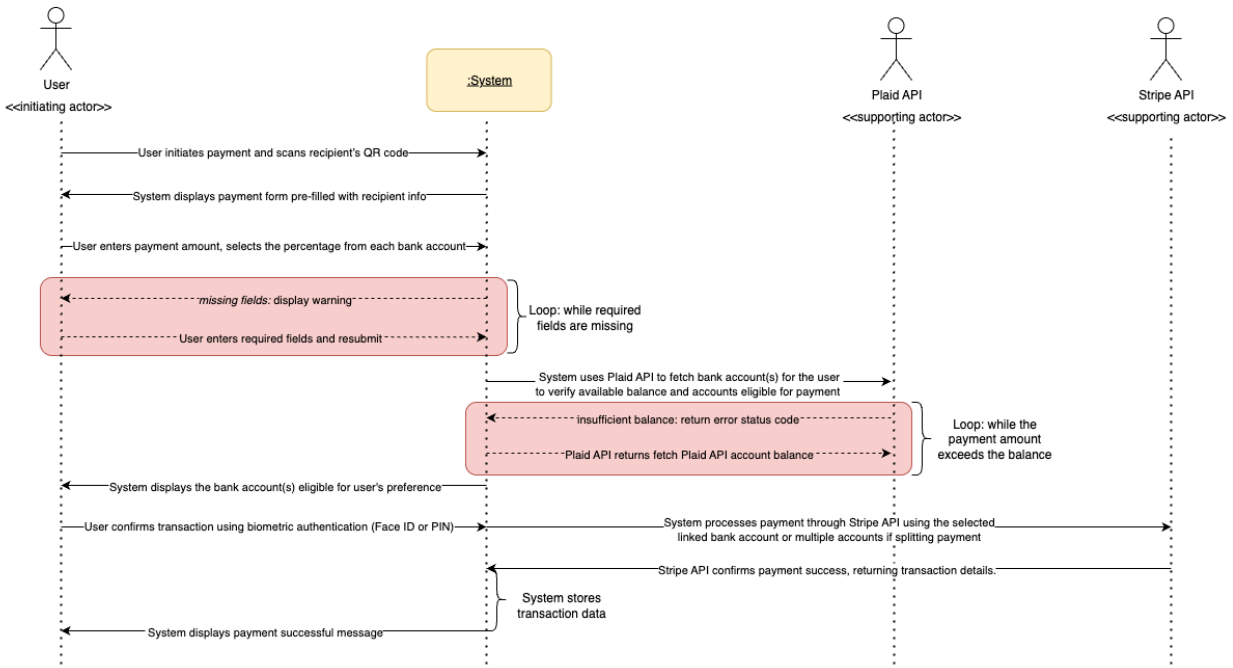 User
<<initiating actor>>
:System
Plaid API
<<supporting actor>>
Stripe API
<<supporting actor>>
User initiates payment and scans recipient's QR code
System displays payment form pre-filled with recipient info
User enters payment amount, selects the percentage from each bank account
missing fields: display warning
User enters required fields and resubmit
Loop: while required
fields are missing
System uses Plaid API to fetch bank account(s) for the user
to verify available balance and accounts eligible for payment
insufficient balance: return error status code
Plaid API returns fetch Plaid API account balance
Loop: while the
payment amount
exceeds the balance
System displays the bank account(s) eligible for user's preference
User confirms transaction using biometric authentication (Face ID or PIN)
System processes payment through Stripe API using the selected
linked bank account or multiple accounts if splitting payment
Stripe API confirms payment success, returning transaction details.
System stores
transaction data
System displays payment successful message